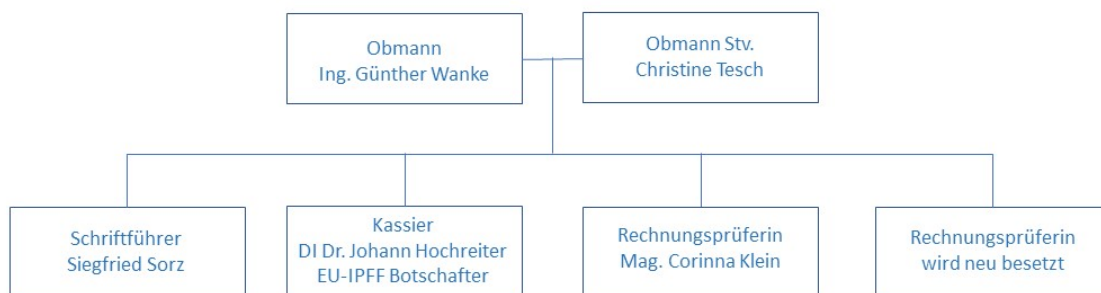 Obmann
Ing. Günther Wanke
Obmann Stv.
Christine Tesch
Schriftführer
Siegfried Sorz
Kassier
DI Dr. Johann Hochreiter
EU-IPFF Botschafter
Rechnungsprüferin
Mag. Corinna Klein
Rechnungsprüferin
wird neu besetzt